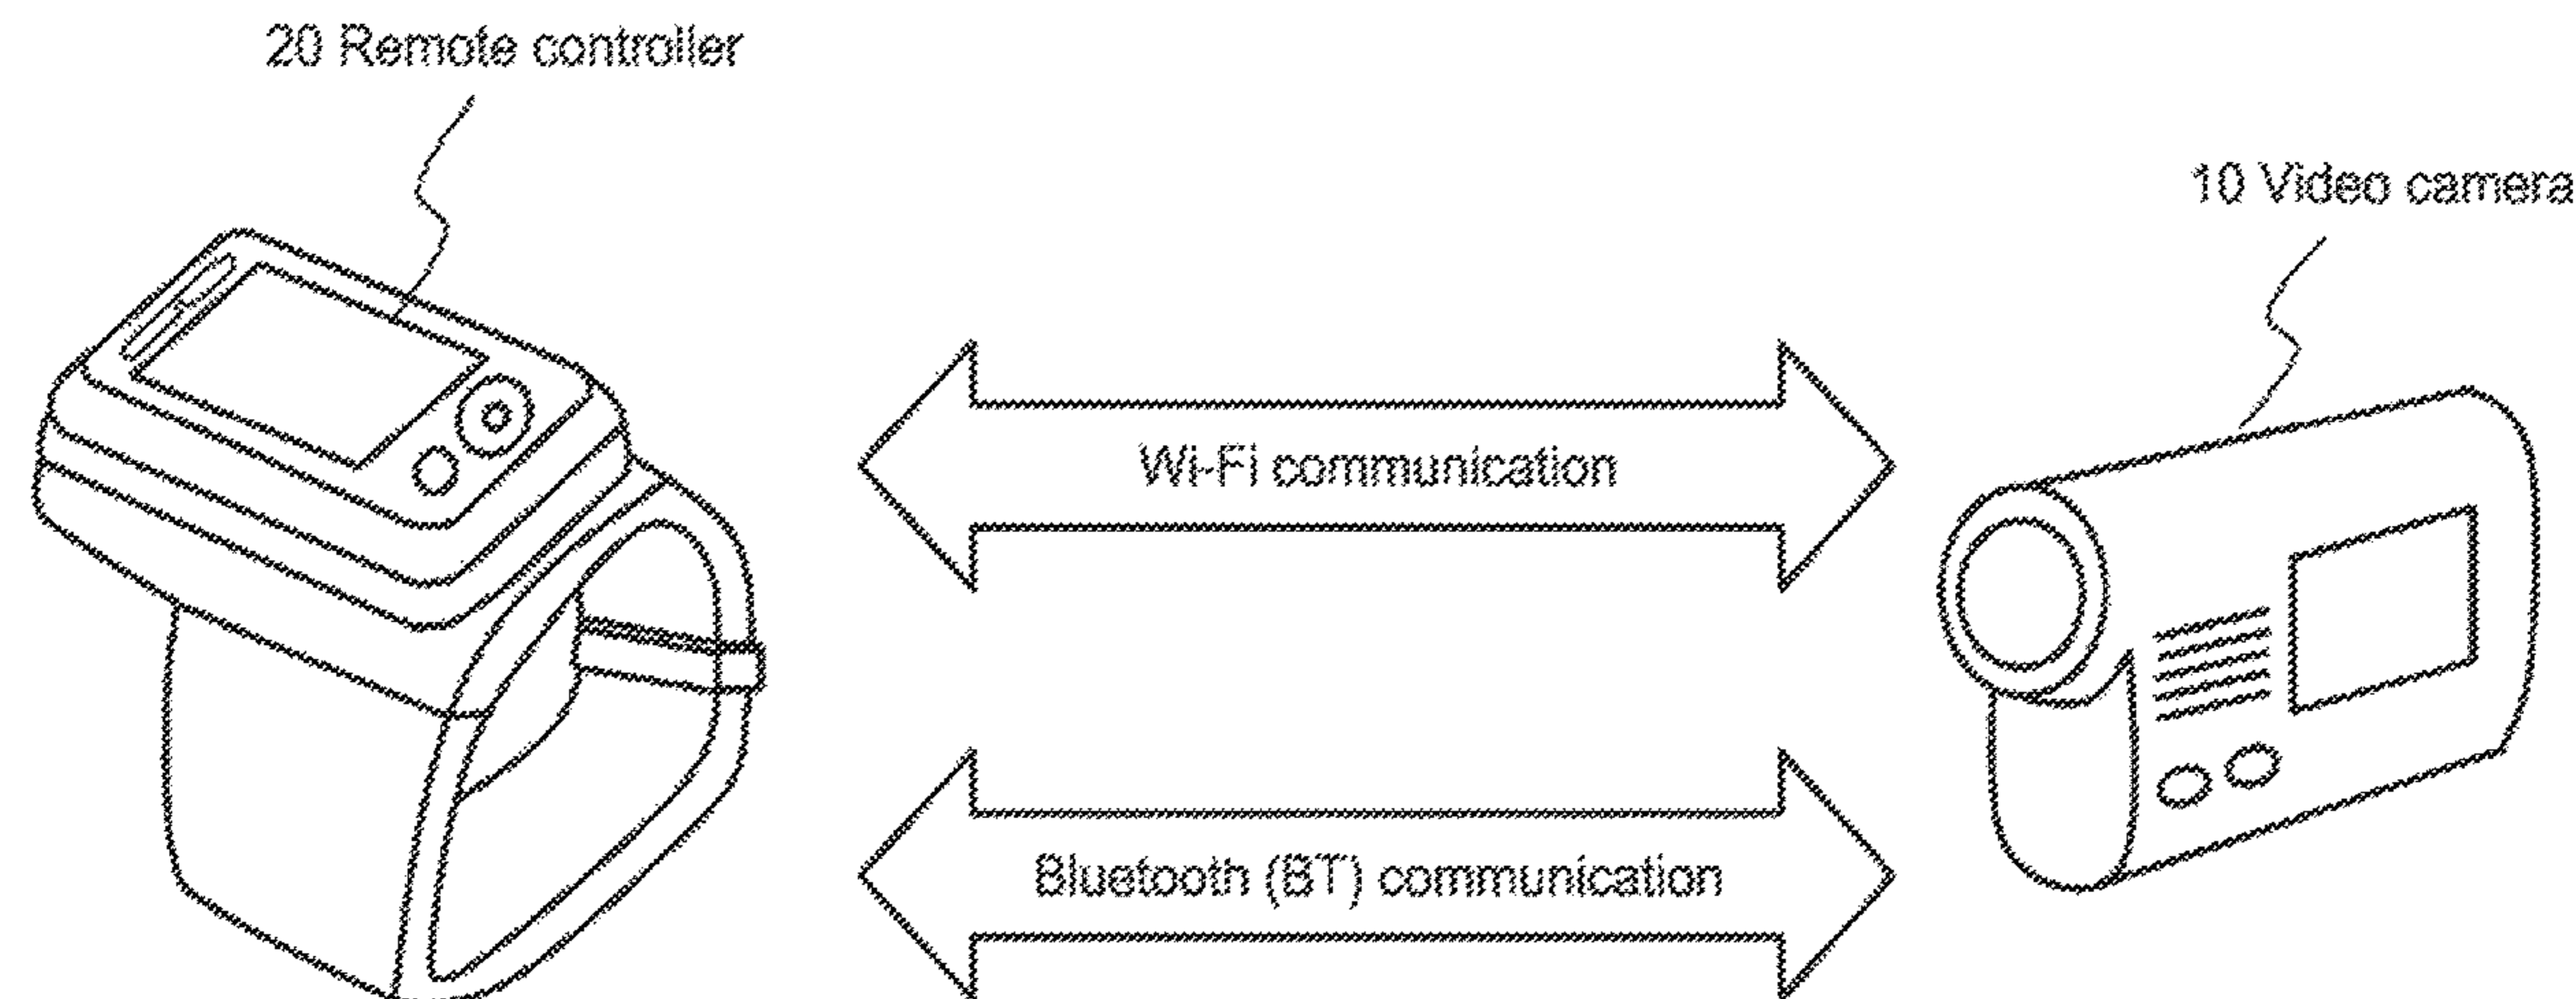 20 Remote controller
10 Video camera
Wi-Fi communication
Bluetooth (BT) communication